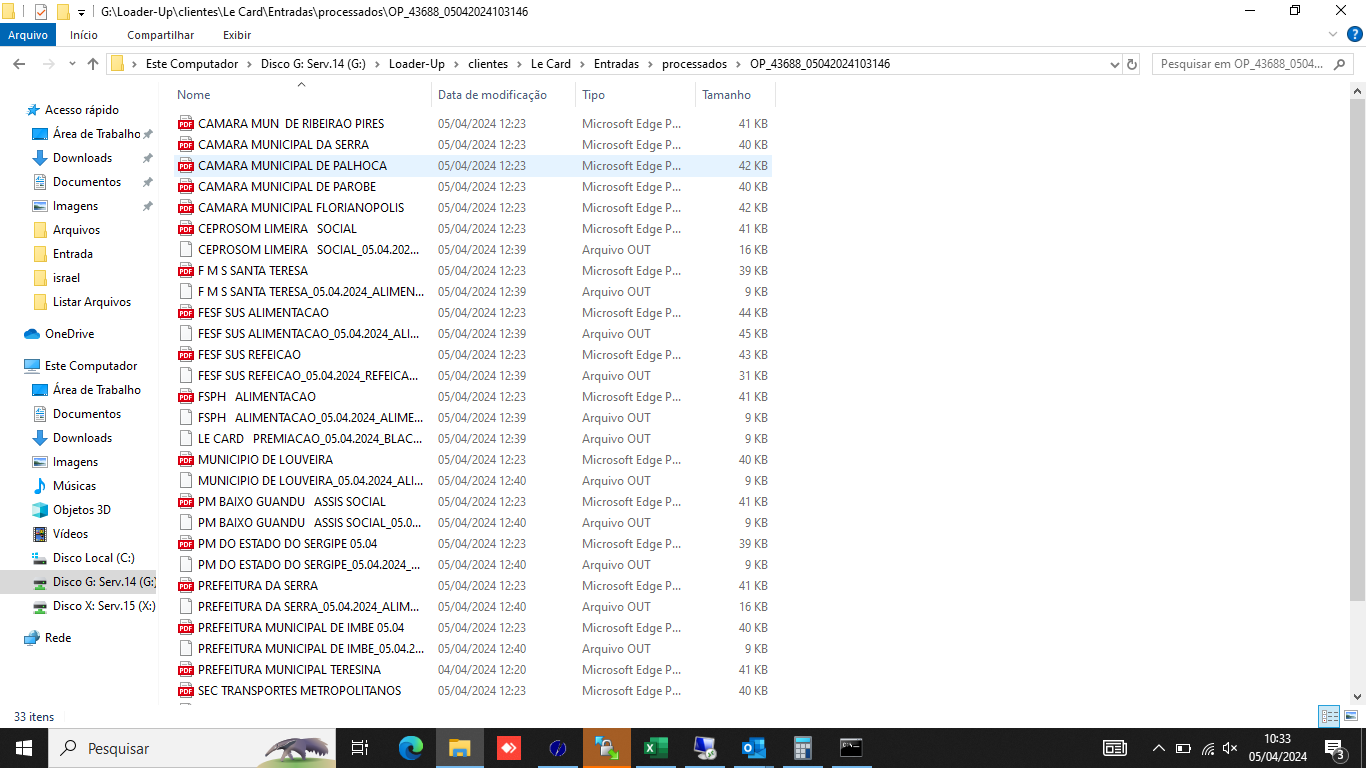 G:\Loader-Up\clientes\Le Card\Entradas\processados\OP_43688_05042024103146
Arquivo Início Compartilhar Exibir
Este Computador Disco G: Serv.14 (G:) Loader-Up clientes Le Card Entradas processados OP_43688_05042024103146 Pesquisar em OP_43688_0504...
Nome Data de modificação Tipo Tamanho
Acesso rápido
Área de Trabalho
Downloads
Documentos
Imagens
Arquivos
Entrada
israel
Listar Arquivos
OneDrive
Este Computador
Área de Trabalho
Documentos
Downloads
Imagens
Músicas
Objetos 3D
Vídeos
Disco Local (C:)
Disco G: Serv.14 (G:)
Disco X: Serv.15 (X:)
Rede
CAMARA MUN  DE RIBEIRAO PIRES 05/04/2024 12:23 Microsoft Edge P... 41 KB
CAMARA MUNICIPAL DA SERRA 05/04/2024 12:23 Microsoft Edge P... 40 KB
CAMARA MUNICIPAL DE PALHOCA 05/04/2024 12:23 Microsoft Edge P... 42 KB
CAMARA MUNICIPAL DE PAROBE 05/04/2024 12:23 Microsoft Edge P... 40 KB
CAMARA MUNICIPAL FLORIANOPOLIS 05/04/2024 12:23 Microsoft Edge P... 42 KB
CEPROSOM LIMEIRA   SOCIAL 05/04/2024 12:23 Microsoft Edge P... 41 KB
CEPROSOM LIMEIRA   SOCIAL_05.04.202... 05/04/2024 12:39 Arquivo OUT 16 KB
F M S SANTA TERESA 05/04/2024 12:23 Microsoft Edge P... 39 KB
F M S SANTA TERESA_05.04.2024_ALIMEN... 05/04/2024 12:39 Arquivo OUT 9 KB
FESF SUS ALIMENTACAO 05/04/2024 12:23 Microsoft Edge P... 44 KB
FESF SUS ALIMENTACAO_05.04.2024_ALI... 05/04/2024 12:39 Arquivo OUT 45 KB
FESF SUS REFEICAO 05/04/2024 12:23 Microsoft Edge P... 43 KB
FESF SUS REFEICAO_05.04.2024_REFEICA... 05/04/2024 12:39 Arquivo OUT 31 KB
FSPH   ALIMENTACAO 05/04/2024 12:23 Microsoft Edge P... 41 KB
FSPH   ALIMENTACAO_05.04.2024_ALIME... 05/04/2024 12:39 Arquivo OUT 9 KB
LE CARD   PREMIACAO_05.04.2024_BLAC... 05/04/2024 12:39 Arquivo OUT 9 KB
MUNICIPIO DE LOUVEIRA 05/04/2024 12:23 Microsoft Edge P... 40 KB
MUNICIPIO DE LOUVEIRA_05.04.2024_ALI... 05/04/2024 12:40 Arquivo OUT 9 KB
PM BAIXO GUANDU   ASSIS SOCIAL 05/04/2024 12:23 Microsoft Edge P... 41 KB
PM BAIXO GUANDU   ASSIS SOCIAL_05.0... 05/04/2024 12:40 Arquivo OUT 9 KB
PM DO ESTADO DO SERGIPE 05.04 05/04/2024 12:23 Microsoft Edge P... 39 KB
PM DO ESTADO DO SERGIPE_05.04.2024_... 05/04/2024 12:40 Arquivo OUT 9 KB
PREFEITURA DA SERRA 05/04/2024 12:23 Microsoft Edge P... 41 KB
PREFEITURA DA SERRA_05.04.2024_ALIM... 05/04/2024 12:40 Arquivo OUT 16 KB
PREFEITURA MUNICIPAL DE IMBE 05.04 05/04/2024 12:23 Microsoft Edge P... 40 KB
PREFEITURA MUNICIPAL DE IMBE_05.04.2... 05/04/2024 12:40 Arquivo OUT 9 KB
PREFEITURA MUNICIPAL TERESINA 04/04/2024 12:20 Microsoft Edge P... 41 KB
SEC TRANSPORTES METROPOLITANOS 05/04/2024 12:23 Microsoft Edge P... 40 KB
33 itens
Pesquisar
10:33
05/04/2024
3